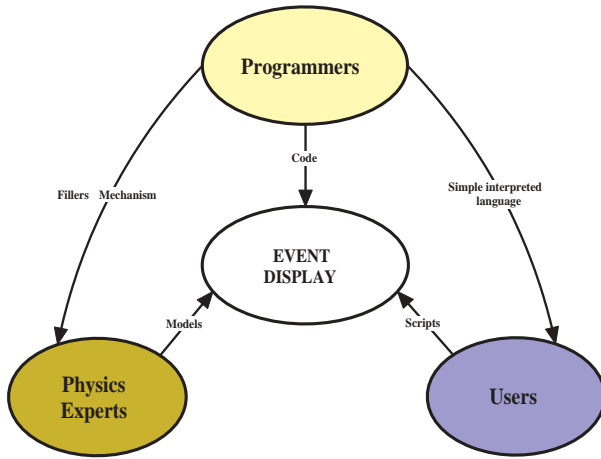 Programmers
Code
Fillers Mechanism
Simple interpreted
language
EVENT
DISPLAY
Models
Scripts
Physics
Experts
Users